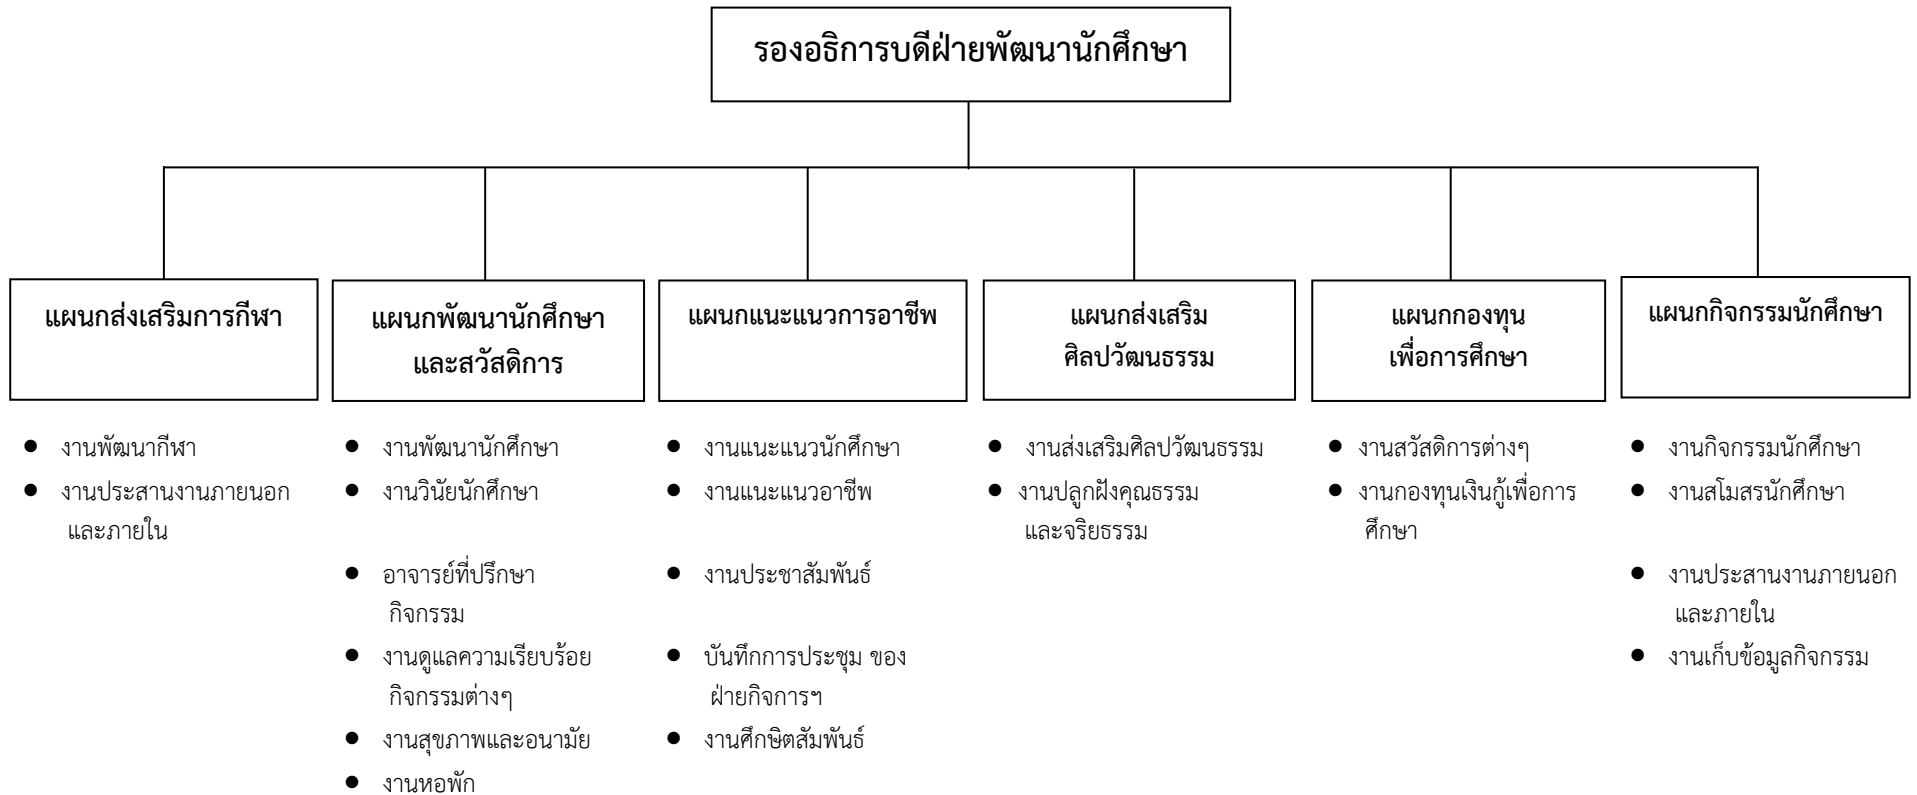 รองอธิการบดีฝ่ายพัฒนานักศึกษา
แผนกส่งเสริมการกีฬา
● งานพัฒนากีฬา
● งานประสานงานภายนอก
และภายใน
แผนกพัฒนานักศึกษา
และสวัสดิการ
● งานพัฒนานักศึกษา
● งานวินัยนักศึกษา
● อาจารย์ที่ปรึกษา
กิจกรรม
● งานดูแลความเรียบร้อย
กิจกรรมต่างๆ
● งานสุขภาพและอนามัย
● งานหอพัก
แผนกแนะแนวการอาชีพ
● งานแนะแนวนักศึกษา
● งานแนะแนวอาชีพ
● งานประชาสัมพันธ์
● บันทึกการประชุม ของ
ฝ่ายกิจการฯ
● งานศึกษิตสัมพันธ์
แผนกส่งเสริม
ศิลปวัฒนธรรม
● งานส่งเสริมศิลปวัฒนธรรม
● งานปลูกฝังคุณธรรม
และจริยธรรม
แผนกกองทุน
เพื่อการศึกษา
● งานสวัสดิการต่างๆ
● งานกองทุนเงินกู้เพื่อการ
ศึกษา
แผนกกิจกรรมนักศึกษา
● งานกิจกรรมนักศึกษา
● งานสโมสรนักศึกษา
● งานประสานงานภายนอก
และภายใน
● งานเก็บข้อมูลกิจกรรม